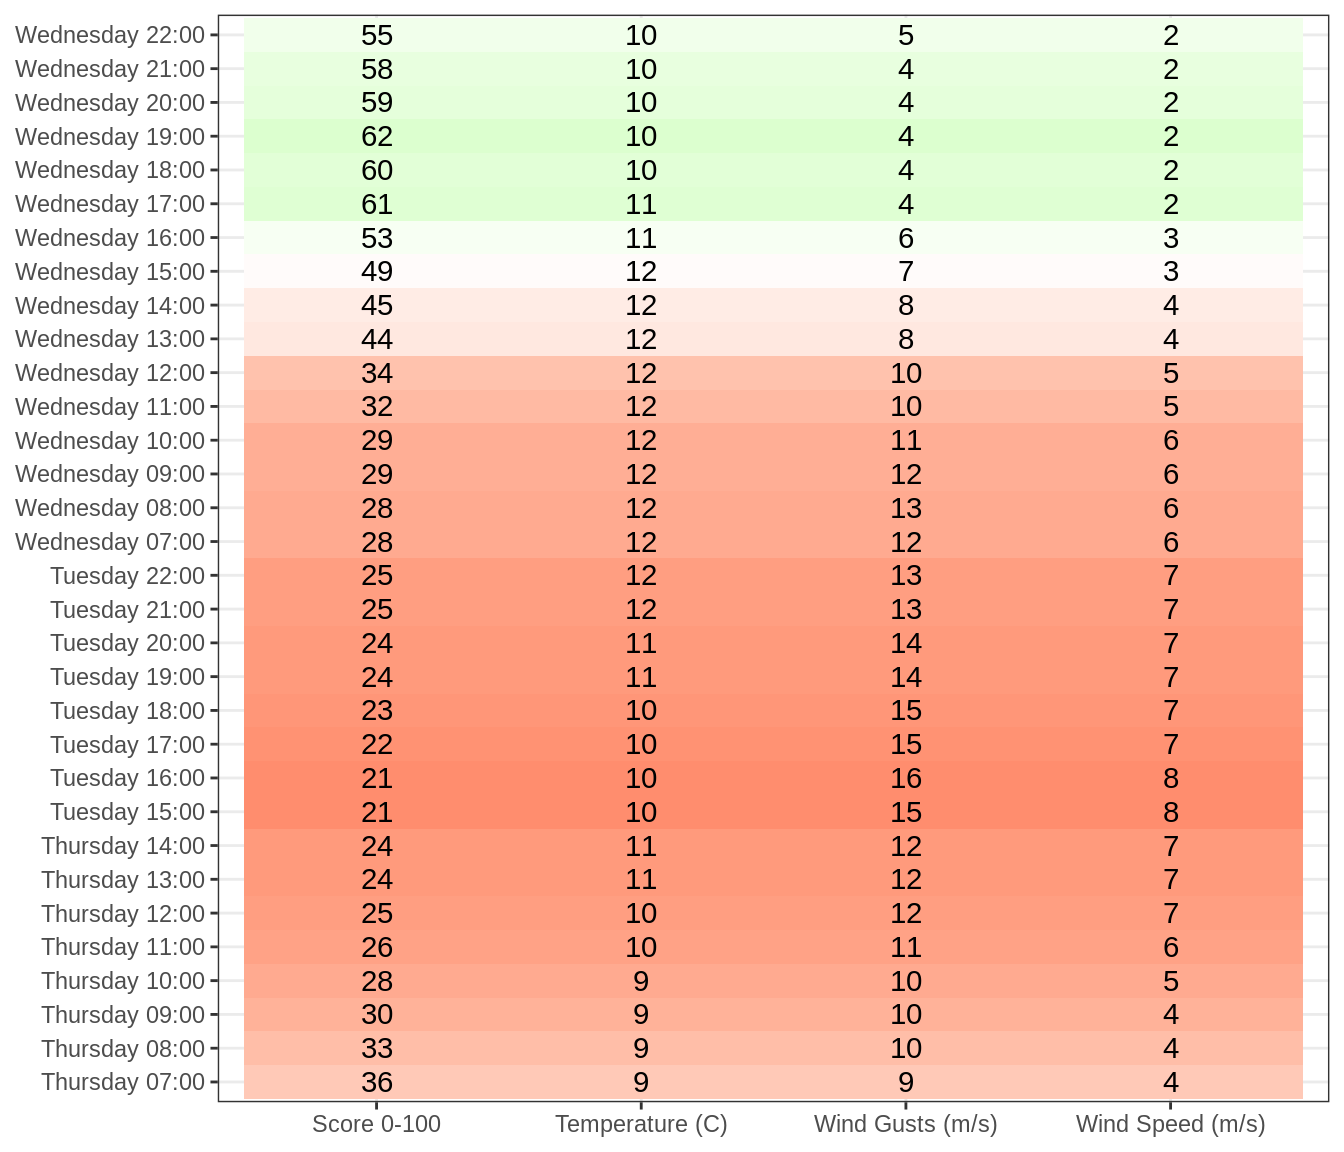 Wednesday 22:00 55 10 5 2
Wednesday 21:00 58 10 4 2
Wednesday 20:00 59 10 4 2
Wednesday 19:00 62 10 4 2
Wednesday 18:00 60 10 4 2
Wednesday 17:00 61 11 4 2
Wednesday 16:00 53 11 6 3
Wednesday 15:00 49 12 7 3
Wednesday 14:00 45 12 8 4
Wednesday 13:00 44 12 8 4
Wednesday 12:00 34 12 10 5
Wednesday 11:00 32 12 10 5
Wednesday 10:00 29 12 11 6
Wednesday 09:00 29 12 12 6
Wednesday 08:00 28 12 13 6
Wednesday 07:00 28 12 12 6
Tuesday 22:00 25 12 13 7
Tuesday 21:00 25 12 13 7
Tuesday 20:00 24 11 14 7
Tuesday 19:00 24 11 14 7
Tuesday 18:00 23 10 15 7
Tuesday 17:00 22 10 15 7
Tuesday 16:00 21 10 16 8
Tuesday 15:00 21 10 15 8
Thursday 14:00 24 11 12 7
Thursday 13:00 24 11 12 7
Thursday 12:00 25 10 12 7
Thursday 11:00 26 10 11 6
Thursday 10:00 28 9 10 5
Thursday 09:00 30 9 10 4
Thursday 08:00 33 9 10 4
Thursday 07:00 36 9 9 4
Score 0-100 Temperature (C) Wind Gusts (m/s) Wind Speed (m/s)